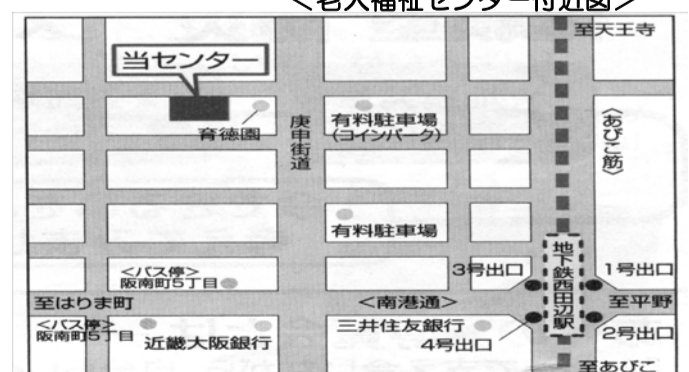 <老人福祉センター付近図>
至天王寺
当センター
育徳園
庚申街道
有料駐車場
(コインパーク)
<あびこ筋>
有料駐車場
<バス停>
阪南町5丁目
3号出口
地下鉄西田辺駅
1号出口
至はりま町
<南港通>
至平野
<バス停>
阪南町5丁目
近畿大阪銀行
三井住友銀行
4号出口
2号出口
至あびこ